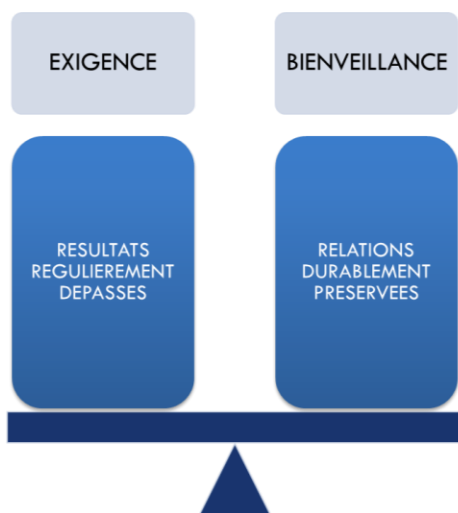 EXIGENCE
BIENVEILLANCE
RESULTATS
REGULIEREMENT
DEPASSES
RELATIONS
DURABLEMENT
PRESERVEES